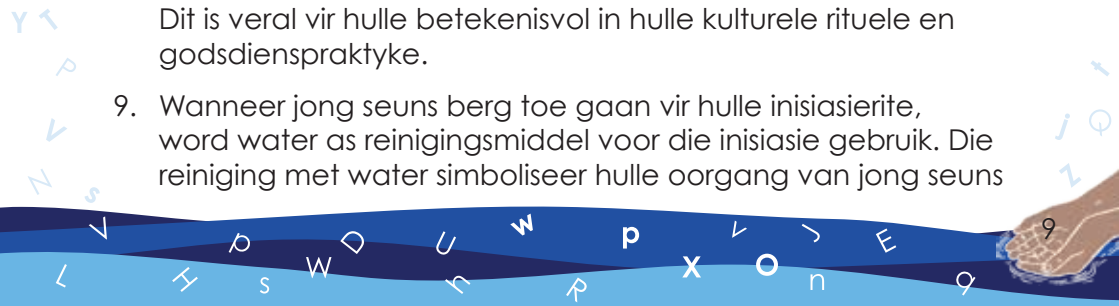 Dit is veral vir hulle betekenisvol in hulle kulturele rituele en
godsdienspraktyke.
9. Wanneer jong seuns berg toe gaan vir hulle inisiasierite,
word water as reinigingsmiddel voor die inisiasie gebruik. Die
reiniging met water simboliseer hulle oorgang van jong seuns
9